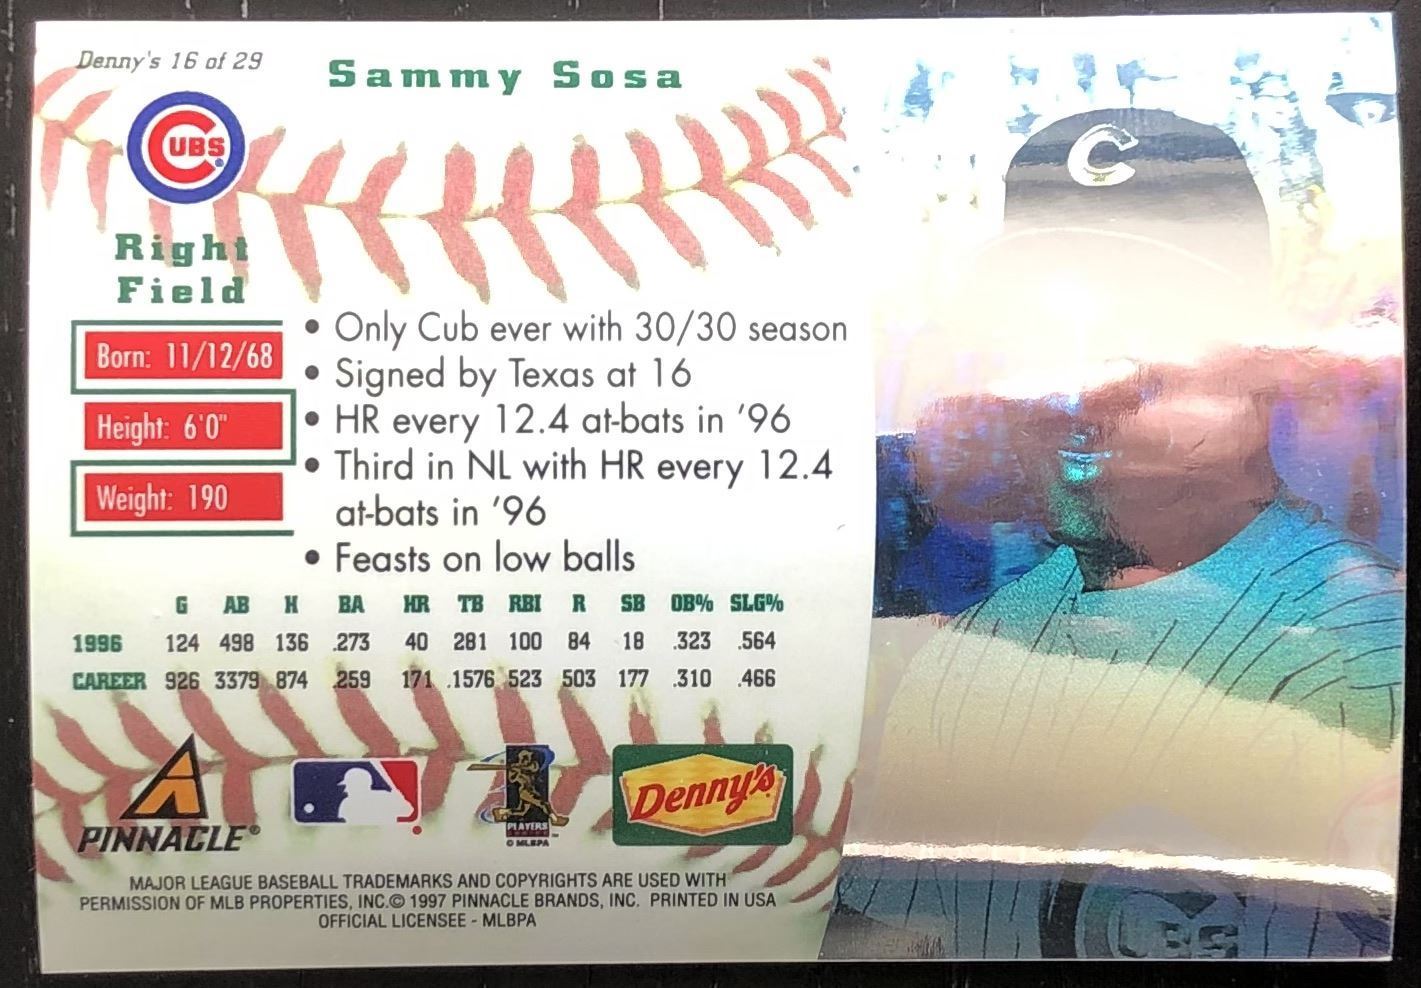 Denny's 16 of 29
Sammy Sosa
CUBS
Right
Field
Born: 11/12/68
Height: 6'0"
Weight: 190
• Only Cub ever with 30/30 season
• Signed by Texas at 16
• HR every 12.4 at-bats in '96
• Third in NL with HR every 12.4
at-bats in '96
• Feasts on low balls
G AB H BA HR TB RBI R SB OB% SLG%
1996 124 498 136 .273 40 281 100 84 18 .323 .564
CAREER 926 3379 874 .259 171 .1576 523 503 177 .310 .466
PINNACLE®
PLAYERS
© MLBPA
Denny's
MAJOR LEAGUE BASEBALL TRADEMARKS AND COPYRIGHTS ARE USED WITH
PERMISSION OF MLB PROPERTIES, INC.© 1997 PINNACLE BRANDS, INC. PRINTED IN USA
OFFICIAL LICENSEE - MLBPA
C
CUBS